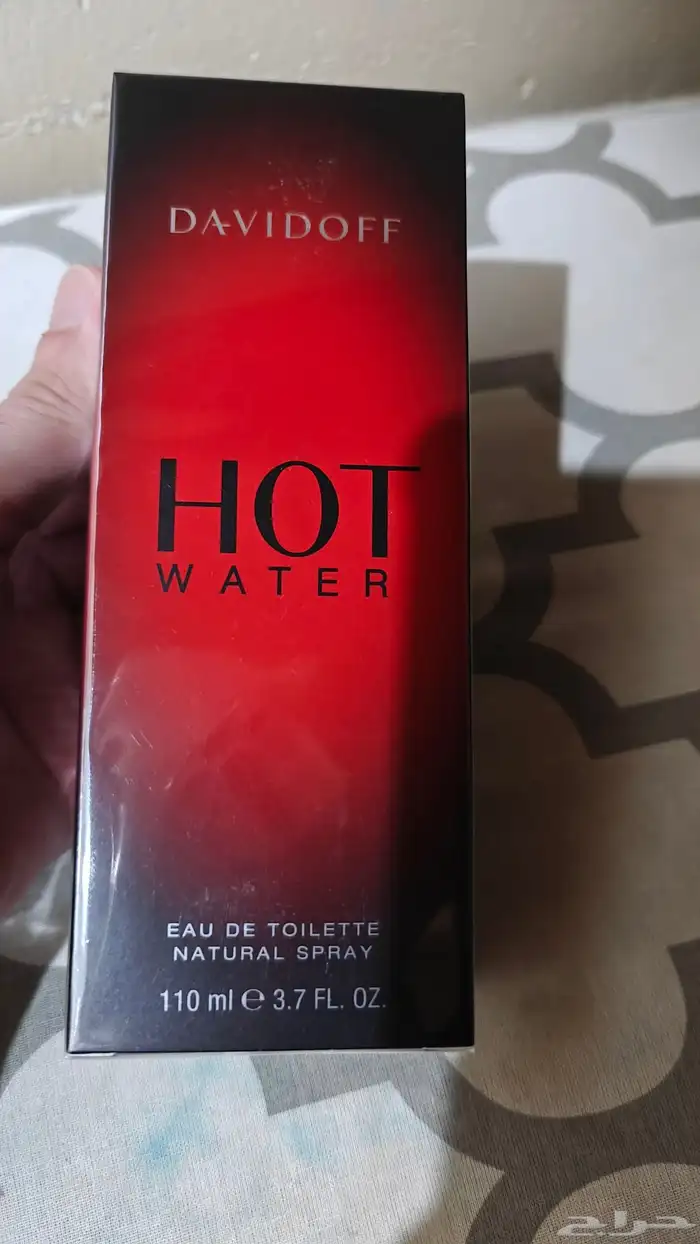 DAVIDOFF
HOT
WATER
EAU DE TOILETTE
NATURAL SPRAY
110 ml ℮ 3.7 FL. OZ.
حراج